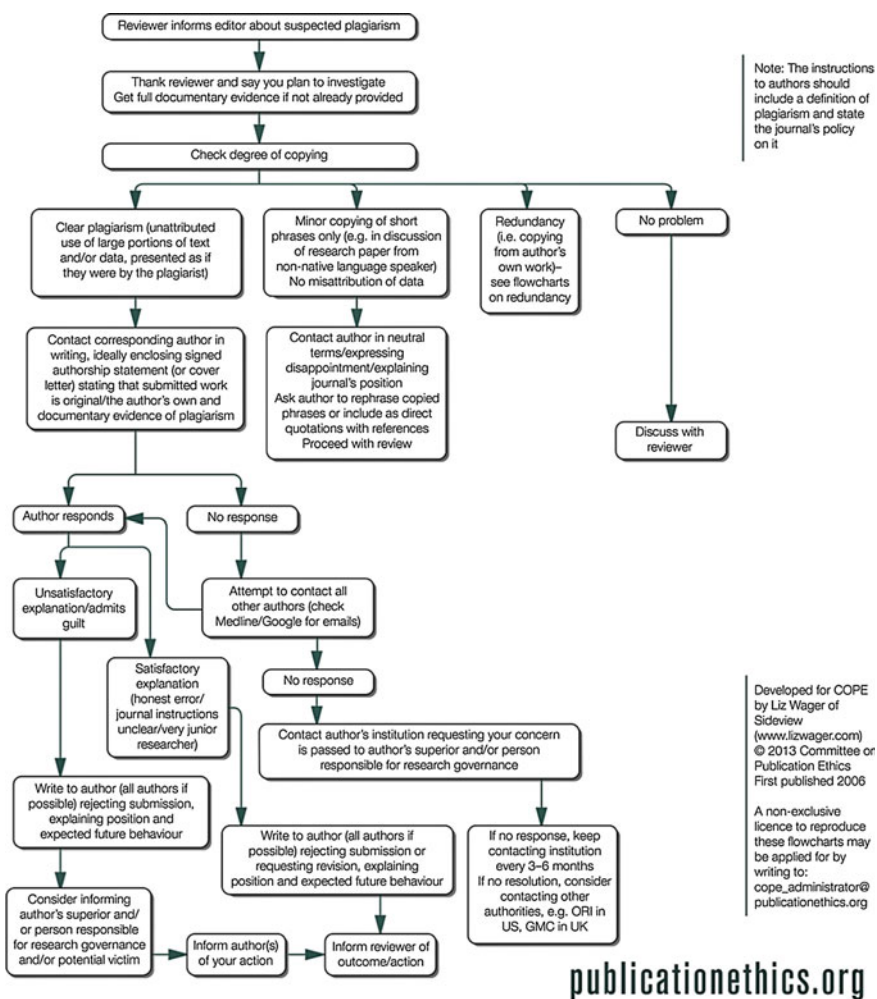 Reviewer informs editor about suspected plagiarism
Thank reviewer and say you plan to investigate
Get full documentary evidence if not already provided
Note: The instructions
to authors should
include a definition of
plagiarism and state
the journal's policy
on it
Check degree of copying
Clear plagiarism (unattributed
use of large portions of text
and/or data, presented as if
they were by the plagiarist)
Minor copying of short
phrases only (e.g. in discussion
of research paper from
non-native language speaker)
No misattribution of data
Redundancy
(i.e. copying
from author's
own work)–
see flowcharts
on redundancy
No problem
Contact corresponding author in
writing, ideally enclosing signed
authorship statement (or cover
letter) stating that submitted work
is original/the author's own and
documentary evidence of plagiarism
Contact author in neutral
terms/expressing
disappointment/explaining
journal's position
Ask author to rephrase copied
phrases or include as direct
quotations with references
Proceed with review
Discuss with
reviewer
Author responds
No response
Unsatisfactory
explanation/admits
guilt
Attempt to contact all
other authors (check
Medline/Google for emails)
Satisfactory
explanation
(honest error/
journal instructions
unclear/very junior
researcher)
No response
Contact author's institution requesting your concern
is passed to author's superior and/or person
responsible for research governance
Write to author (all authors if
possible) rejecting submission,
explaining position and
expected future behaviour
Write to author (all authors if
possible) rejecting submission or
requesting revision, explaining
position and expected future behaviour
If no response, keep
contacting institution
every 3–6 months
If no resolution, consider
contacting other
authorities, e.g. ORI in
US, GMC in UK
Consider informing
author's superior and/
or person responsible
for research governance
and/or potential victim
Inform author(s)
of your action
Inform reviewer of
outcome/action
Developed for COPE
by Liz Wager of
Sideview
(www.lizwager.com)
© 2013 Committee on
Publication Ethics
First published 2006
A non-exclusive
licence to reproduce
these flowcharts may
be applied for by
writing to:
cope_administrator@
publicationethics.org
publicationethics.org